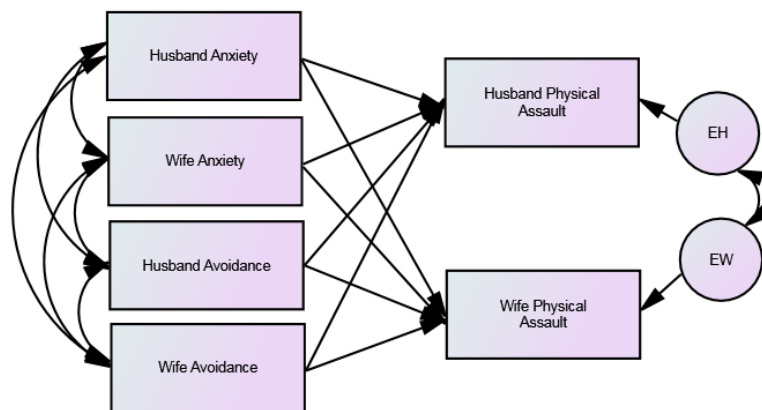 Husband Anxiety
Wife Anxiety
Husband Avoidance
Wife Avoidance
Husband Physical
Assault
Wife Physical
Assault
EH
EW